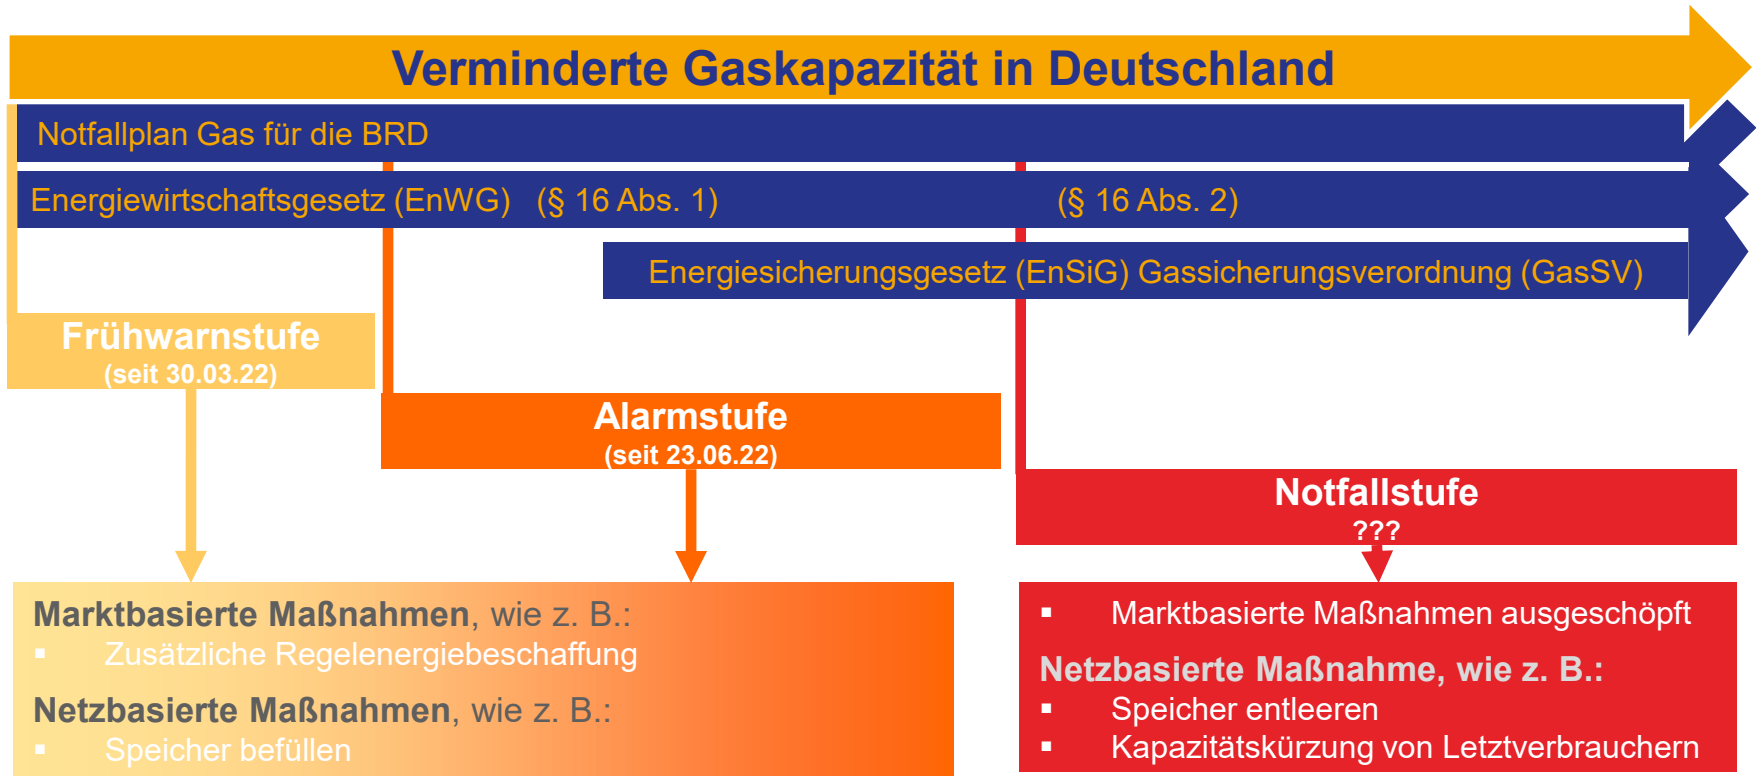 Verminderte Gaskapazität in Deutschland
Notfallplan Gas für die BRD
Energiewirtschaftsgesetz (EnWG) (§ 16 Abs. 1) (§ 16 Abs. 2)
Energiesicherungsgesetz (EnSiG) Gassicherungsverordnung (GasSV)
Frühwarnstufe
(seit 30.03.22)
Alarmstufe
(seit 23.06.22)
Notfallstufe
???
Marktbasierte Maßnahmen, wie z. B.:
▪ Zusätzliche Regelenergiebeschaffung
Netzbasierte Maßnahmen, wie z. B.:
▪ Speicher befüllen
▪ Marktbasierte Maßnahmen ausgeschöpft
Netzbasierte Maßnahme, wie z. B.:
▪ Speicher entleeren
▪ Kapazitätskürzung von Letztverbrauchern